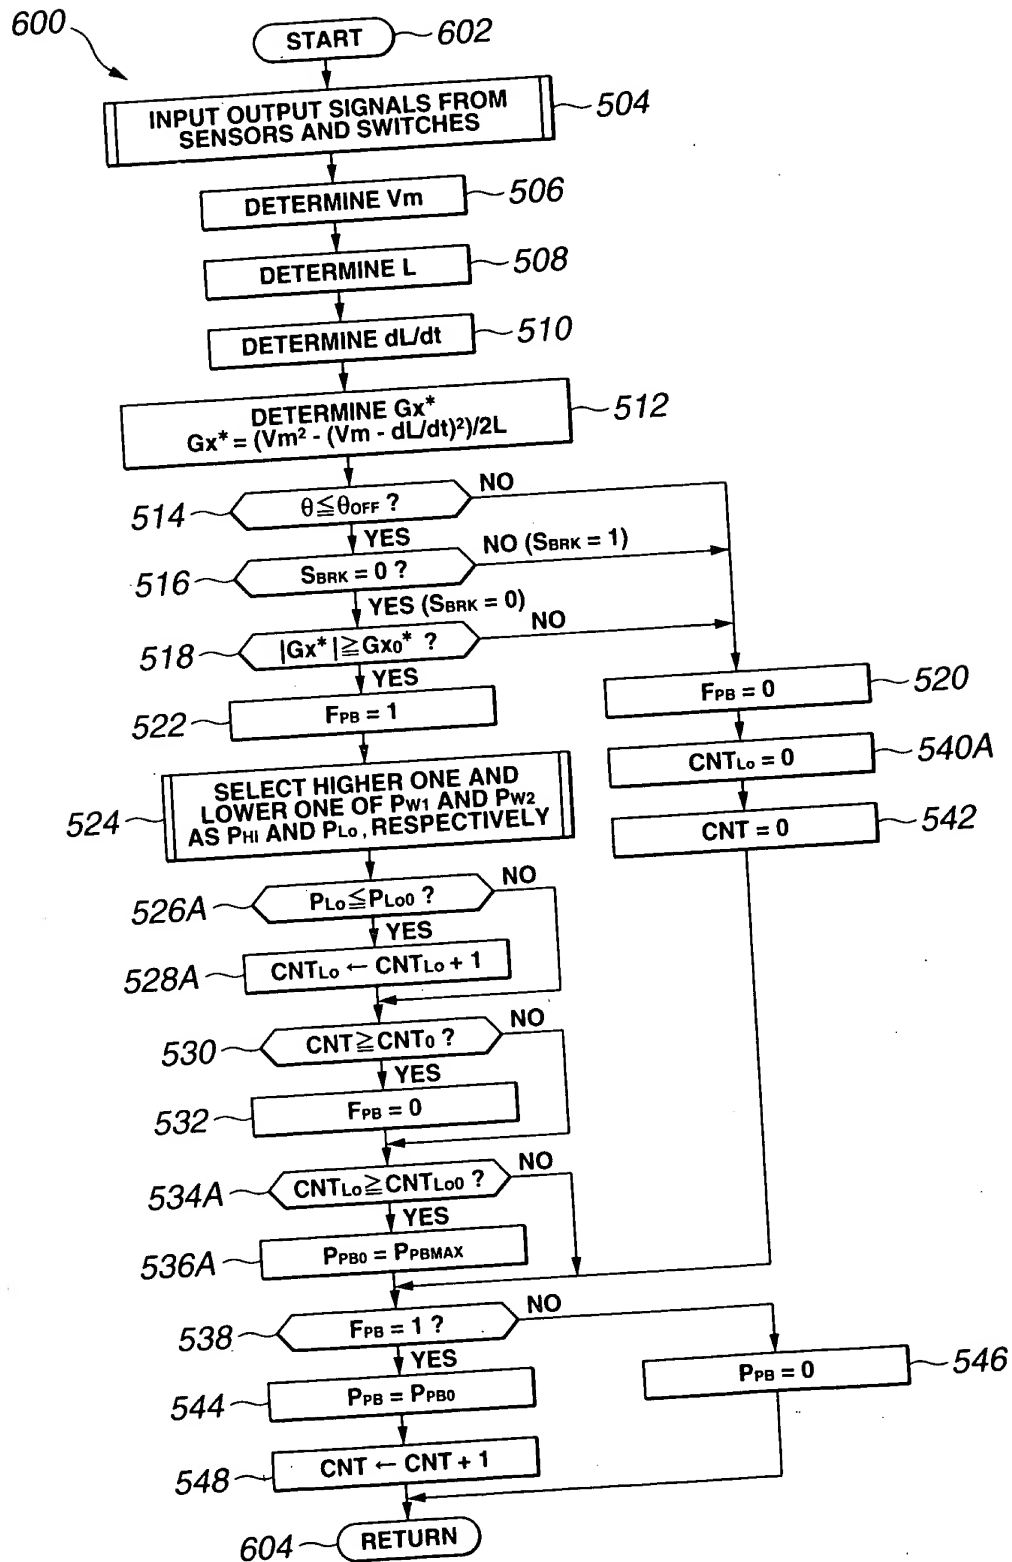 600
START
602
INPUT OUTPUT SIGNALS FROM
SENSORS AND SWITCHES
504
DETERMINE Vm
506
DETERMINE L
508
DETERMINE dL/dt
510
DETERMINE Gx*
Gx* = (Vm² - (Vm - dL/dt)²)/2L
512
514
θ≦θOFF ?
NO
YES
516
SBRK = 0 ?
NO (SBRK = 1)
YES (SBRK = 0)
518
|Gx*|≧Gx0* ?
NO
YES
522
FPB = 1
FPB = 0
520
CNTLo = 0
540A
CNT = 0
542
524
SELECT HIGHER ONE AND
LOWER ONE OF PW1 AND PW2
AS PHI AND PLo, RESPECTIVELY
526A
PLo≦PLo0 ?
NO
YES
528A
CNTLo ← CNTLo + 1
530
CNT≧CNT0 ?
NO
YES
532
FPB = 0
534A
CNTLo≧CNTLo0 ?
NO
YES
536A
PPB0 = PPBMAX
538
FPB = 1 ?
NO
YES
544
PPB = PPB0
PPB = 0
546
548
CNT ← CNT + 1
604
RETURN